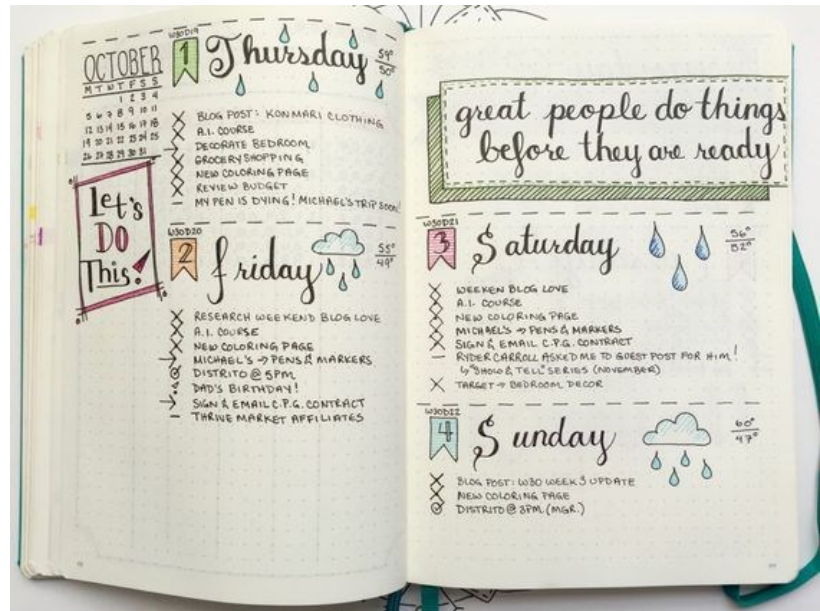 OCTOBER
M T W T F S S
1 2 3 4
5 6 7 8 9 10 11
12 13 14 15 16 17 18
19 20 21 22 23 24 25
26 27 28 29 30 31
Let's
DO
This!
W30D19
1 Thursday 59° 50°
X BLOG POST: KONMARI CLOTHING
X A.I. COURSE
→ DECORATE BEDROOM
X GROCERY SHOPPING
X NEW COLORING PAGE
X REVIEW BUDGET
– MY PEN IS DYING! MICHAEL'S TRIP SOON!
W30D20
2 Friday 55° 49°
X RESEARCH WEEKEND BLOG LOVE
X A.I. COURSE
X NEW COLORING PAGE
→ MICHAEL'S → PENS & MARKERS
DISTRITO @ 5PM
DAD'S BIRTHDAY!
→ SIGN & EMAIL C.P.G. CONTRACT
– THRIVE MARKET AFFILIATES
great people do things
before they are ready
W30D21
3 Saturday 56° 52°
X WEEKEN BLOG LOVE
X A.I. COURSE
X NEW COLORING PAGE
X MICHAEL'S → PENS & MARKERS
X SIGN & EMAIL C.P.G. CONTRACT
– RYDER CARROLL ASKED ME TO GUEST POST FOR HIM!
↳ "SHOW & TELL" SERIES (NOVEMBER)
X TARGET → BEDROOM DECOR
W30D22
4 Sunday 60° 47°
X BLOG POST: W30 WEEK 3 UPDATE
X NEW COLORING PAGE
DISTRITO @ 3PM (MGR.)